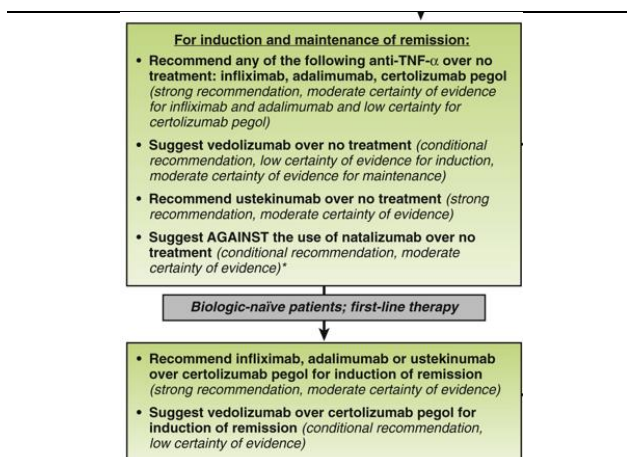 For induction and maintenance of remission:
• Recommend any of the following anti-TNF-α over no
treatment: infliximab, adalimumab, certolizumab pegol
(strong recommendation, moderate certainty of evidence
for infliximab and adalimumab and low certainty for
certolizumab pegol)
• Suggest vedolizumab over no treatment (conditional
recommendation, low certainty of evidence for induction,
moderate certainty of evidence for maintenance)
• Recommend ustekinumab over no treatment (strong
recommendation, moderate certainty of evidence)
• Suggest AGAINST the use of natalizumab over no
treatment (conditional recommendation, moderate
certainty of evidence)*
Biologic-naïve patients; first-line therapy
• Recommend infliximab, adalimumab or ustekinumab
over certolizumab pegol for induction of remission
(strong recommendation, moderate certainty of evidence)
• Suggest vedolizumab over certolizumab pegol for
induction of remission (conditional recommendation,
low certainty of evidence)